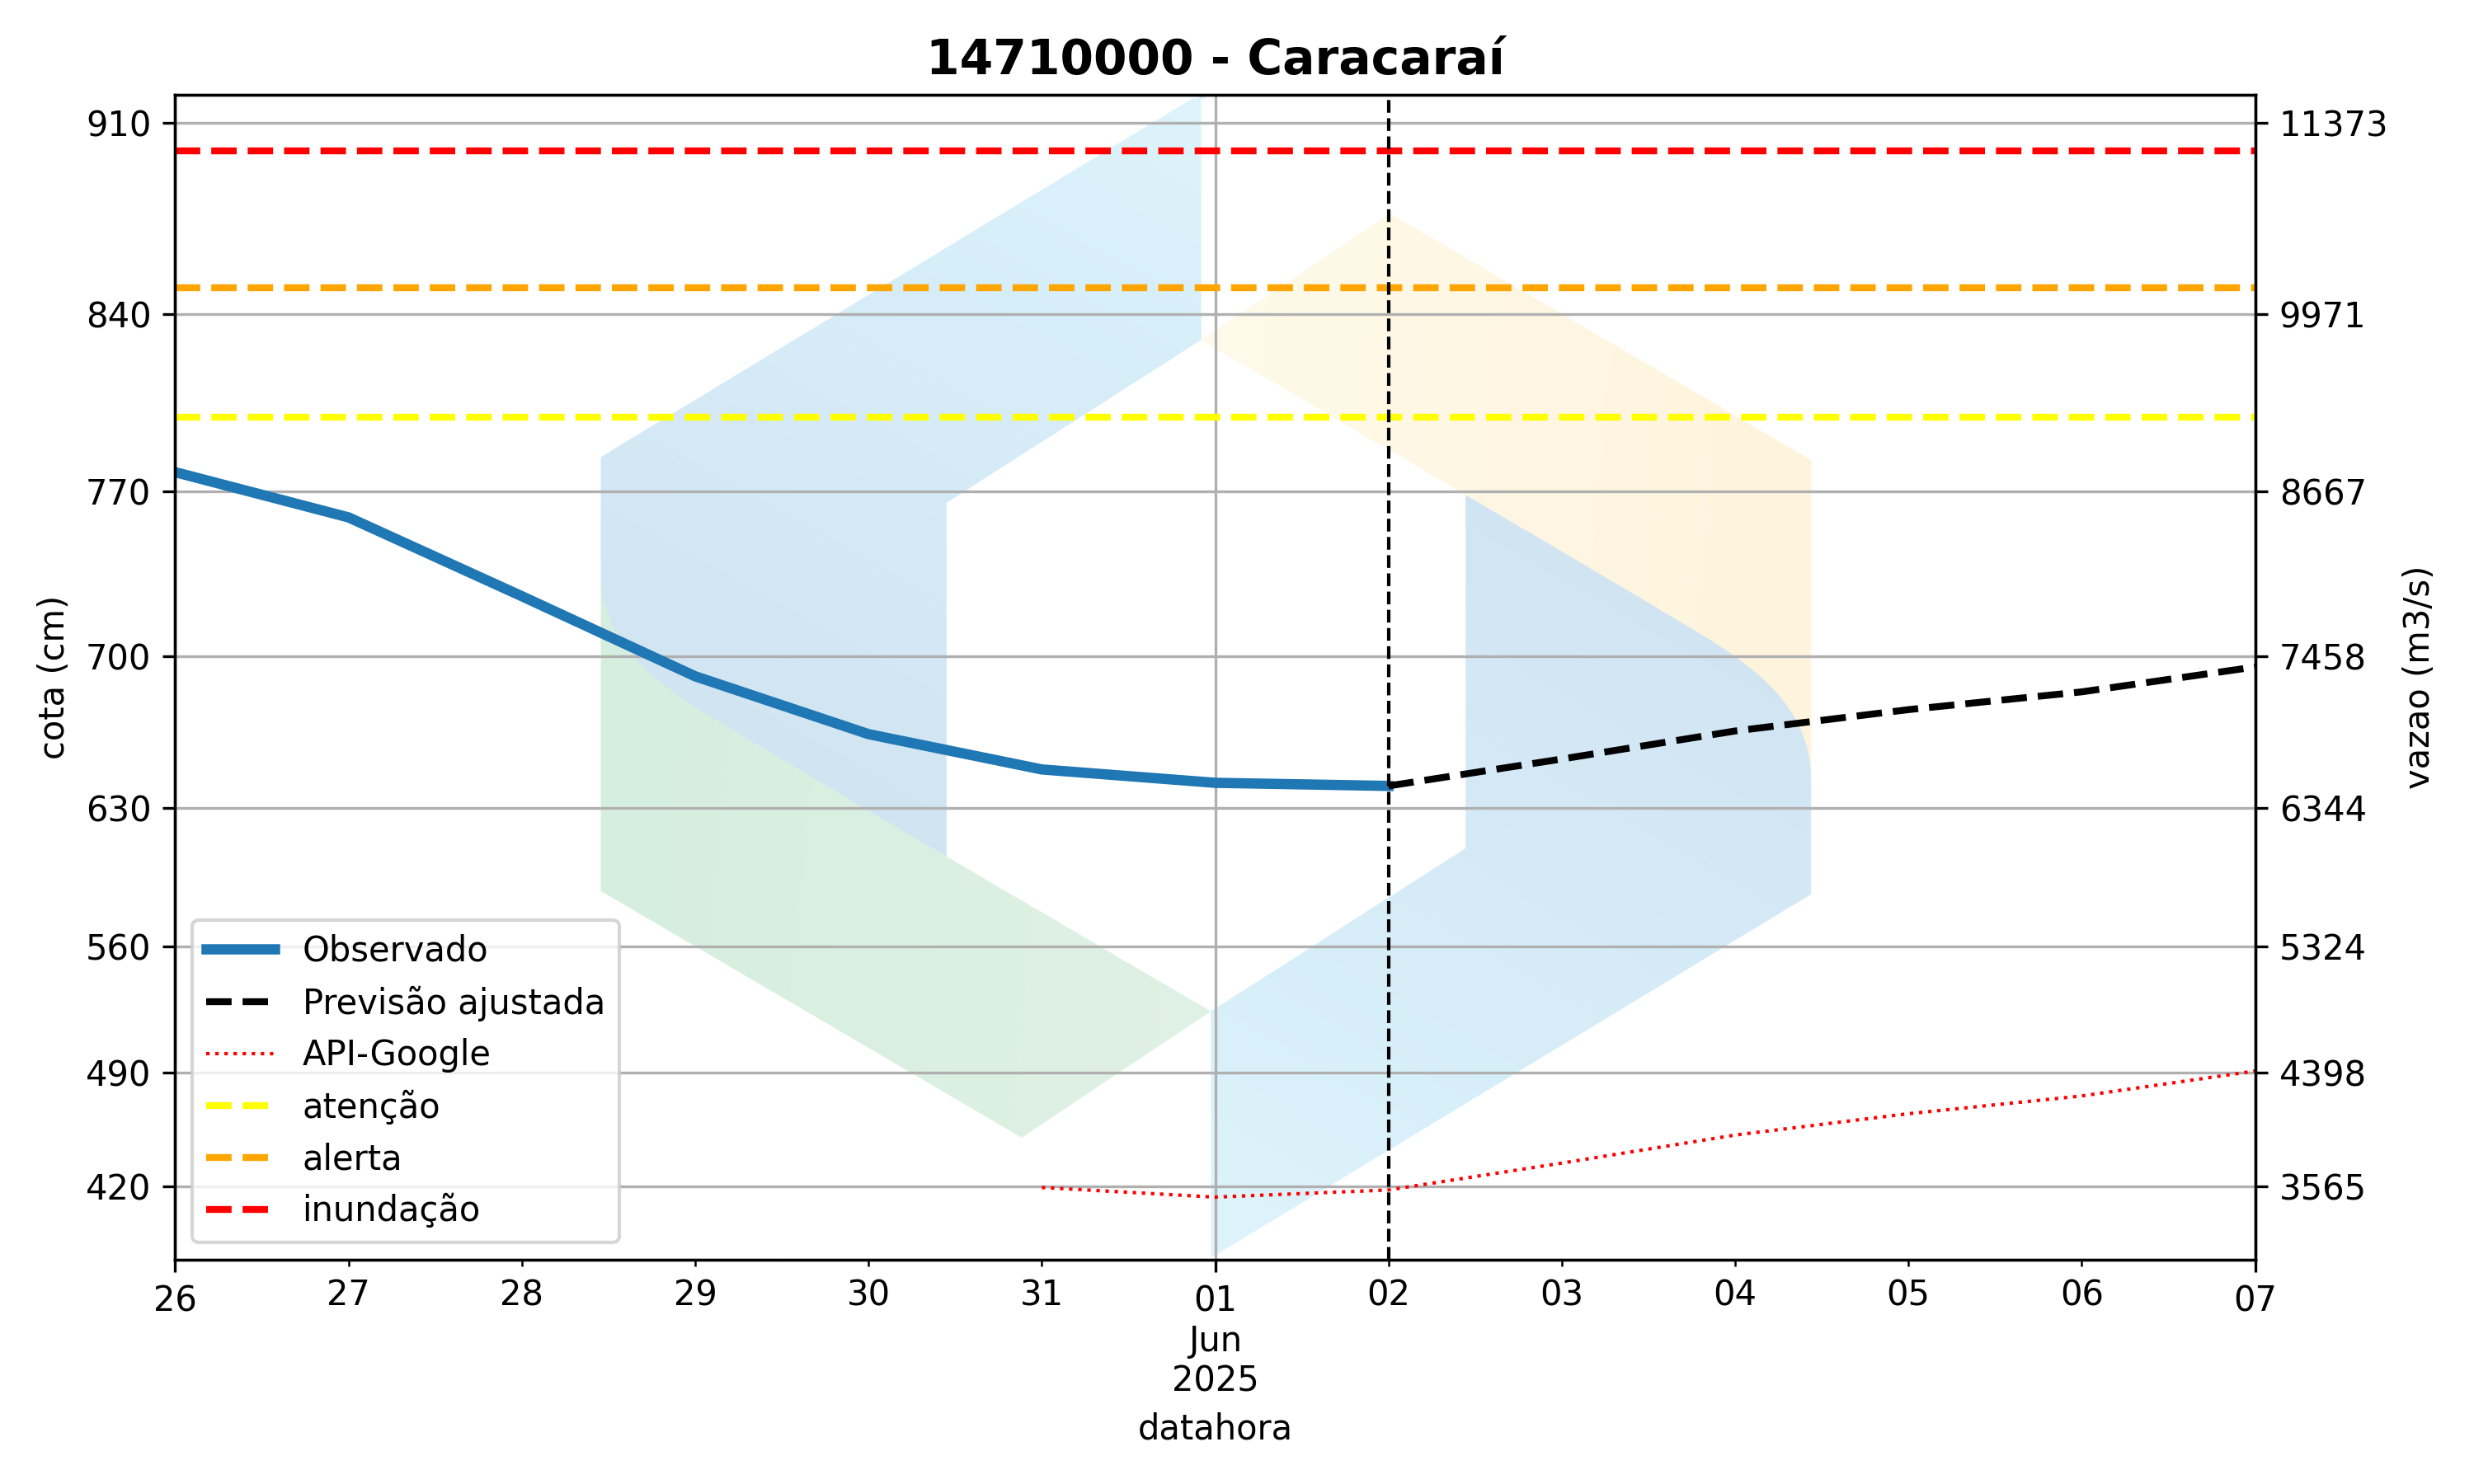 14710000 - Caracaraí
910
840
770
700
630
560
490
420
cota (cm)
11373
9971
8667
7458
6344
5324
4398
3565
vazao (m3/s)
Observado
Previsão ajustada
API-Google
atenção
alerta
inundação
26 27 28 29 30 31 01 02 03 04 05 06 07
Jun
2025
datahora